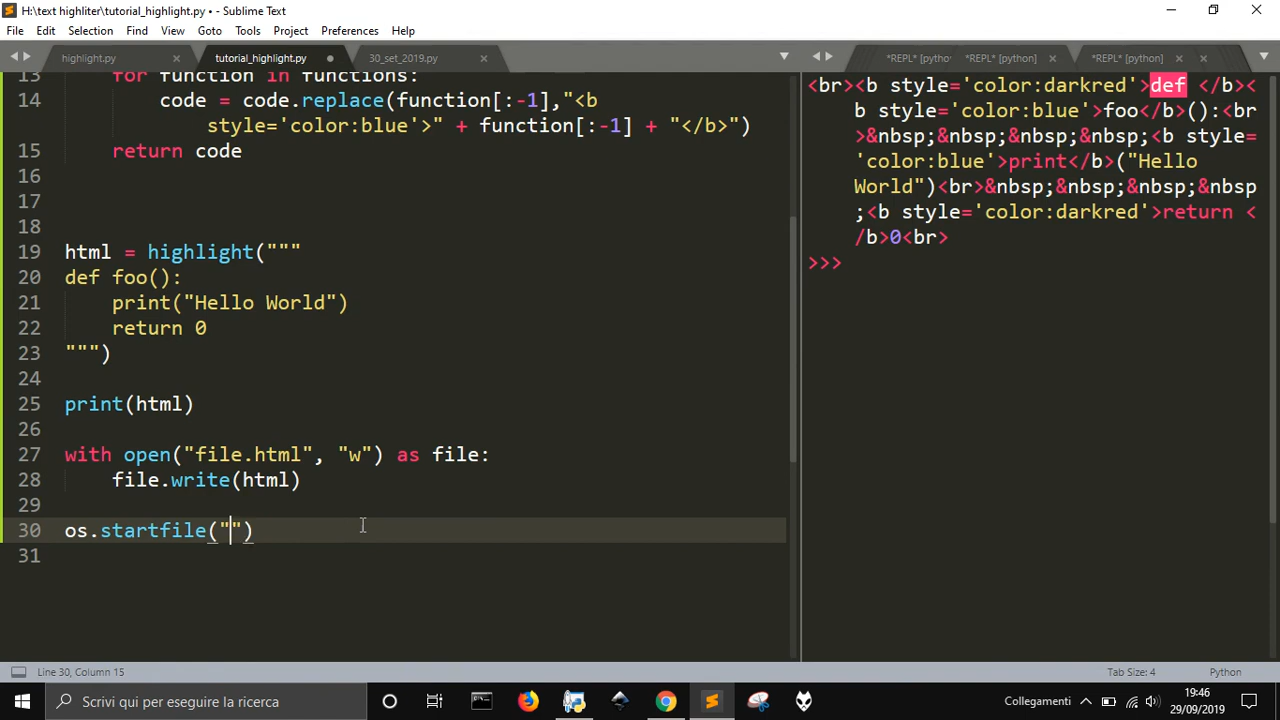 H:\text highliter\tutorial_highlight.py • - Sublime Text
File Edit Selection Find View Goto Tools Project Preferences Help
highlight.py tutorial_highlight.py 30_set_2019.py
*REPL* [pythor *REPL* [python] *REPL* [python]
13 for function in functions:
14 code = code.replace(function[:-1],"<b
style='color:blue'>" + function[:-1] + "</b>")
15 return code
16
17
18
19 html = highlight("""
20 def foo():
21 print("Hello World")
22 return 0
23 """)
24
25 print(html)
26
27 with open("file.html", "w") as file:
28 file.write(html)
29
30 os.startfile("")
31
<br><b style='color:darkred'>def </b><
b style='color:blue'>foo</b>():<br
>&nbsp;&nbsp;&nbsp;&nbsp;<b style=
'color:blue'>print</b>("Hello
World")<br>&nbsp;&nbsp;&nbsp;&nbsp
;<b style='color:darkred'>return <
/b>0<br>
>>>
Line 30, Column 15
Tab Size: 4 Python
Scrivi qui per eseguire la ricerca
Collegamenti
19:46
29/09/2019